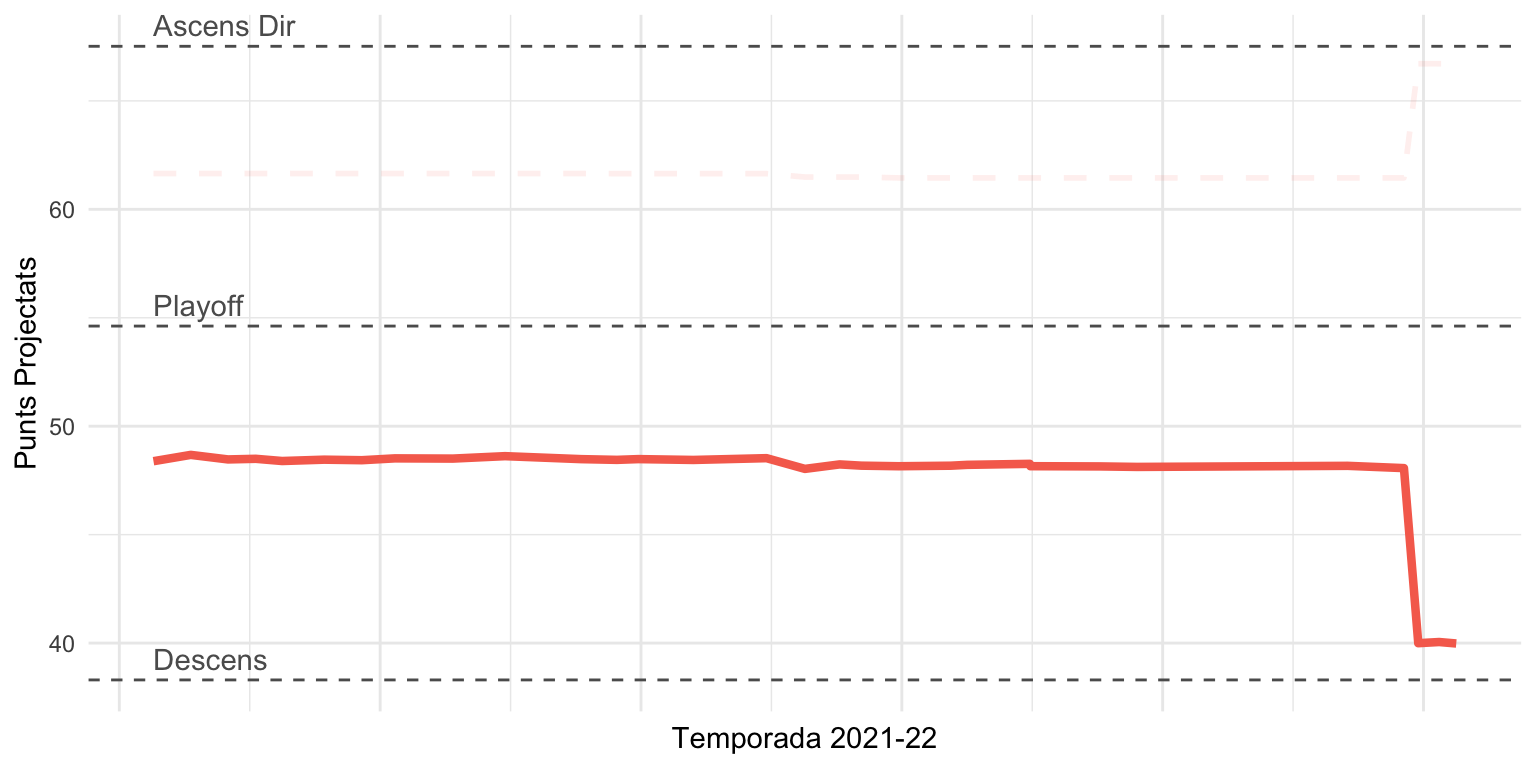 Ascens Dir
60
Playoff
Punts Projectats
50
40
Descens
Temporada 2021-22